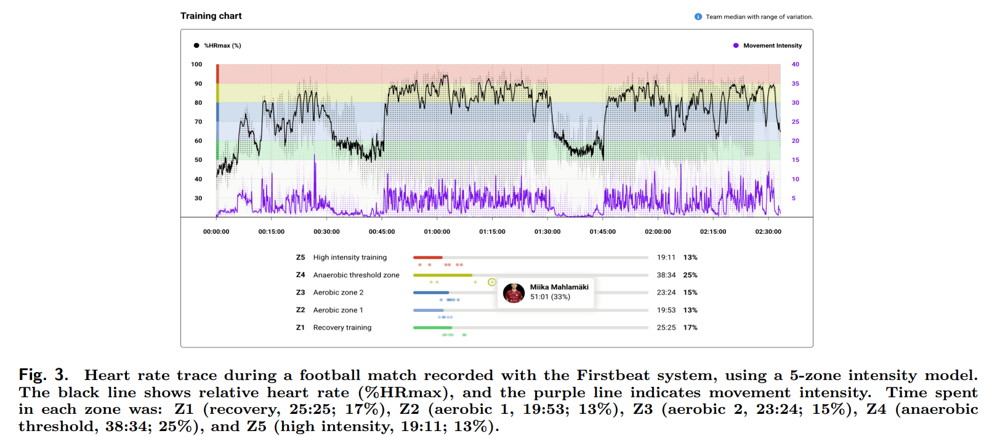 Training chart
Team median with range of variation.
%HRmax (%)
Movement Intensity
100 40
90 35
80 30
70 25
60 20
50 15
40 10
30 5
00:00:00 00:15:00 00:30:00 00:45:00 01:00:00 01:15:00 01:30:00 01:45:00 02:00:00 02:15:00 02:30:00
Z5 High intensity training 19:11 13%
Z4 Anaerobic threshold zone 38:34 25%
Miika Mahlamäki
51:01 (33%)
Z3 Aerobic zone 2 23:24 15%
Z2 Aerobic zone 1 19:53 13%
Z1 Recovery training 25:25 17%
Fig. 3. Heart rate trace during a football match recorded with the Firstbeat system, using a 5-zone intensity model.
The black line shows relative heart rate (%HRmax), and the purple line indicates movement intensity. Time spent
in each zone was: Z1 (recovery, 25:25; 17%), Z2 (aerobic 1, 19:53; 13%), Z3 (aerobic 2, 23:24; 15%), Z4 (anaerobic
threshold, 38:34; 25%), and Z5 (high intensity, 19:11; 13%).